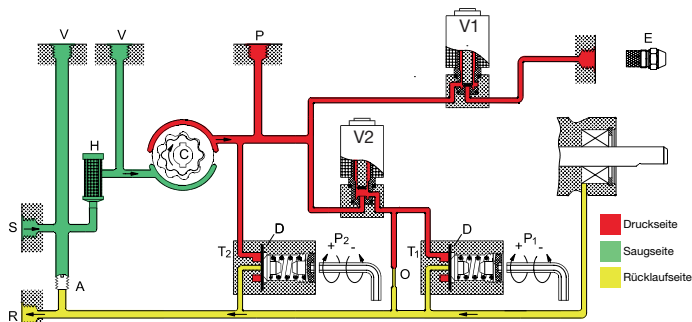 V
V
P
V1
E
H
V2
C
S
D
D
T2
+P2-
T1
+P1-
O
A
R
Druckseite
Saugseite
Rücklaufseite